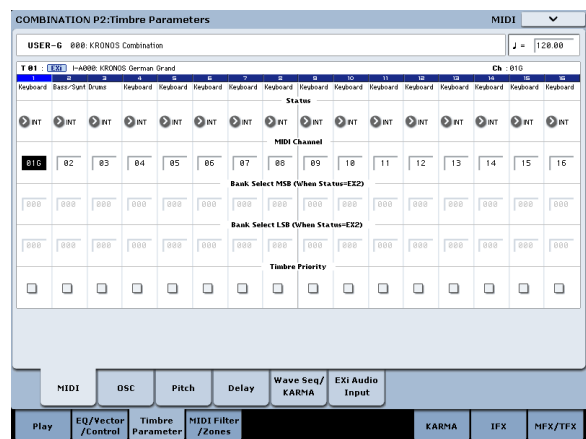 COMBINATION P2:Timbre Parameters MIDI
USER-G 000: KRONOS Combination ♩= 120.00
T 01 : EXi I-A000: KRONOS German Grand Ch : 01G
1 2 3 4 5 6 7 8 9 10 11 12 13 14 15 16
Keyboard Bass/Synt Drums Keyboard Keyboard Keyboard Keyboard Keyboard Keyboard Keyboard Keyboard Keyboard Keyboard Keyboard Keyboard Keyboard
Status
INT INT INT INT INT INT INT INT INT INT INT INT INT INT INT INT
MIDI Channel
01G 02 03 04 05 06 07 08 09 10 11 12 13 14 15 16
Bank Select MSB (When Status=EX2)
000 000 000 000 000 000 000 000 000 000 000 000 000 000 000 000
Bank Select LSB (When Status=EX2)
000 000 000 000 000 000 000 000 000 000 000 000 000 000 000 000
Timbre Priority
MIDI OSC Pitch Delay Wave Seq/ EXi Audio
KARMA Input
Play EQ/Vector Timbre MIDI Filter KARMA IFX MFX/TFX
/Control Parameter /Zones